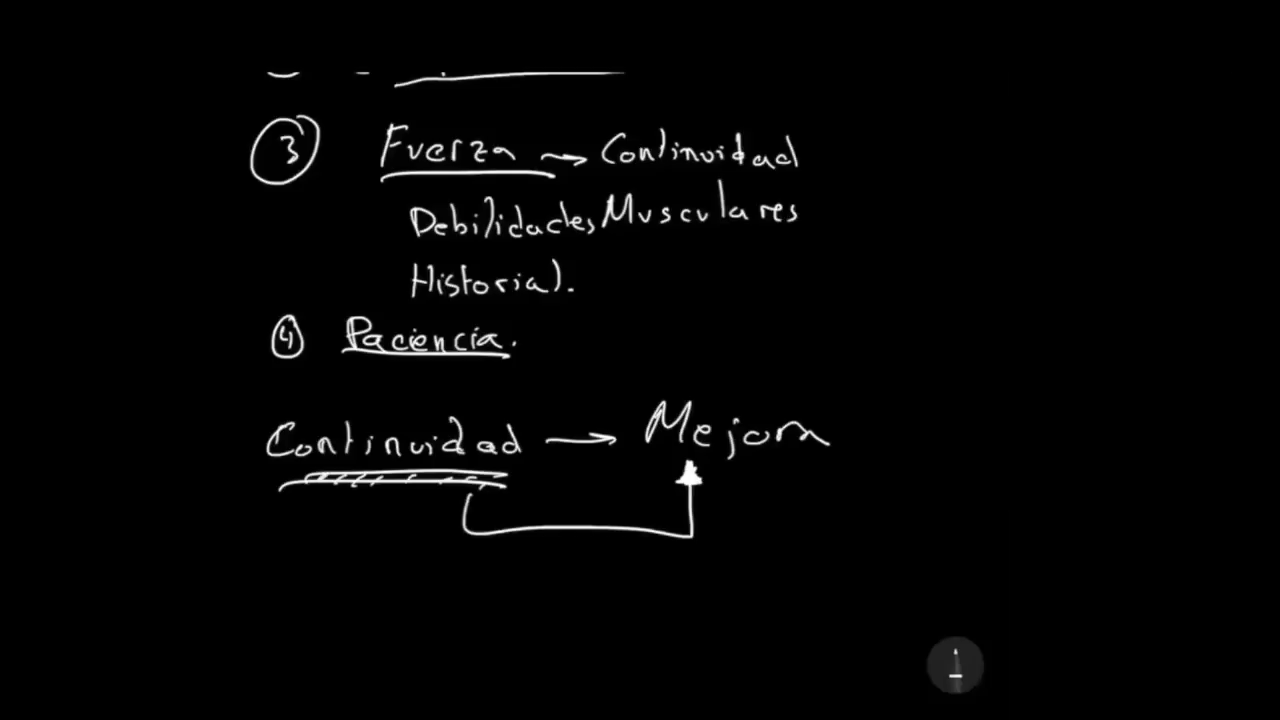 3 Fuerza → Continuidad
Debilidades Musculares
Historial.
4 Paciencia.
Continuidad → Mejora